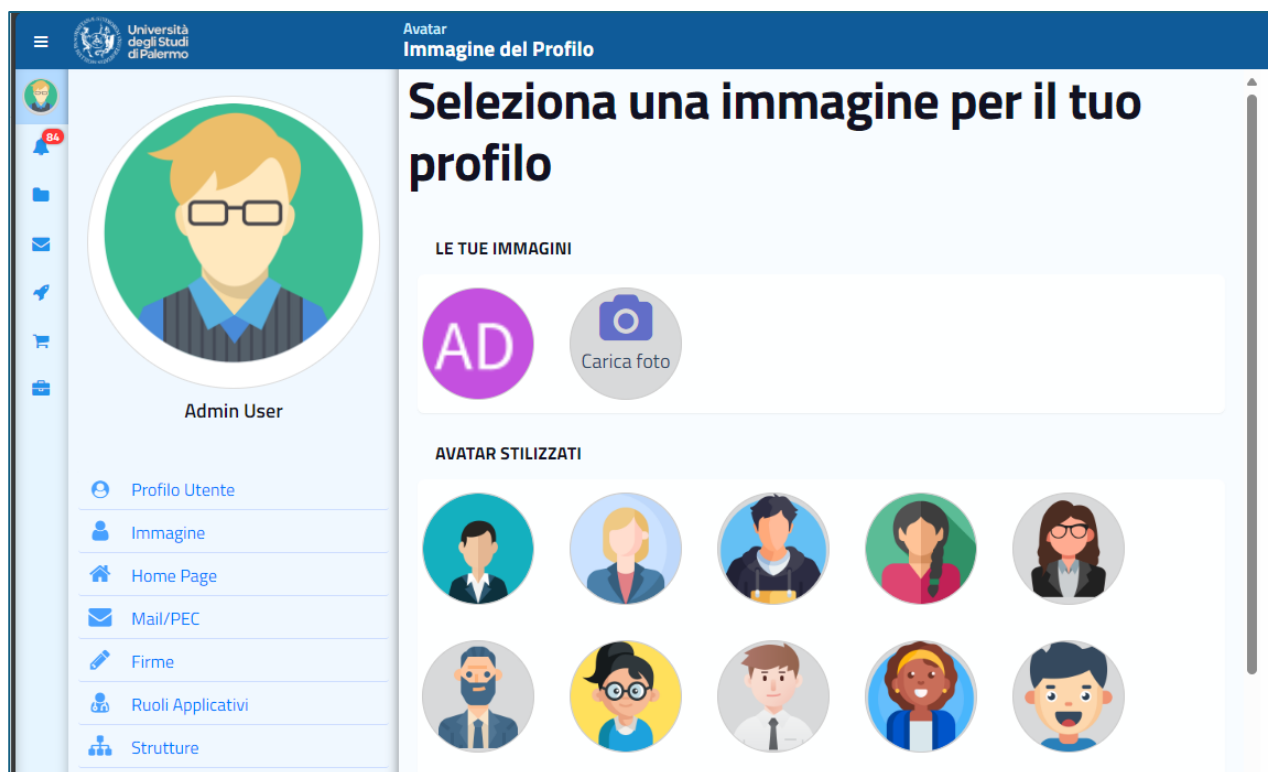 Università
degli Studi
di Palermo
Avatar
Immagine del Profilo
84
Admin User
Profilo Utente
Immagine
Home Page
Mail/PEC
Firme
Ruoli Applicativi
Strutture
Seleziona una immagine per il tuo
profilo
LE TUE IMMAGINI
AD
Carica foto
AVATAR STILIZZATI